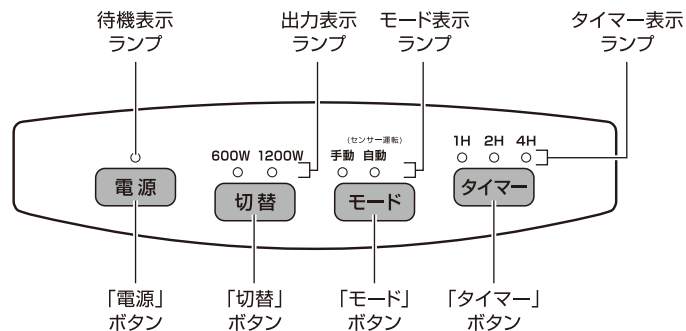 待機表示
ランプ
出力表示
ランプ
モード表示
ランプ
タイマー表示
ランプ
(センサー運転)
600W 1200W
手動 自動
1H 2H 4H
電源
切替
モード
タイマー
「電源」
ボタン
「切替」
ボタン
「モード」
ボタン
「タイマー」
ボタン